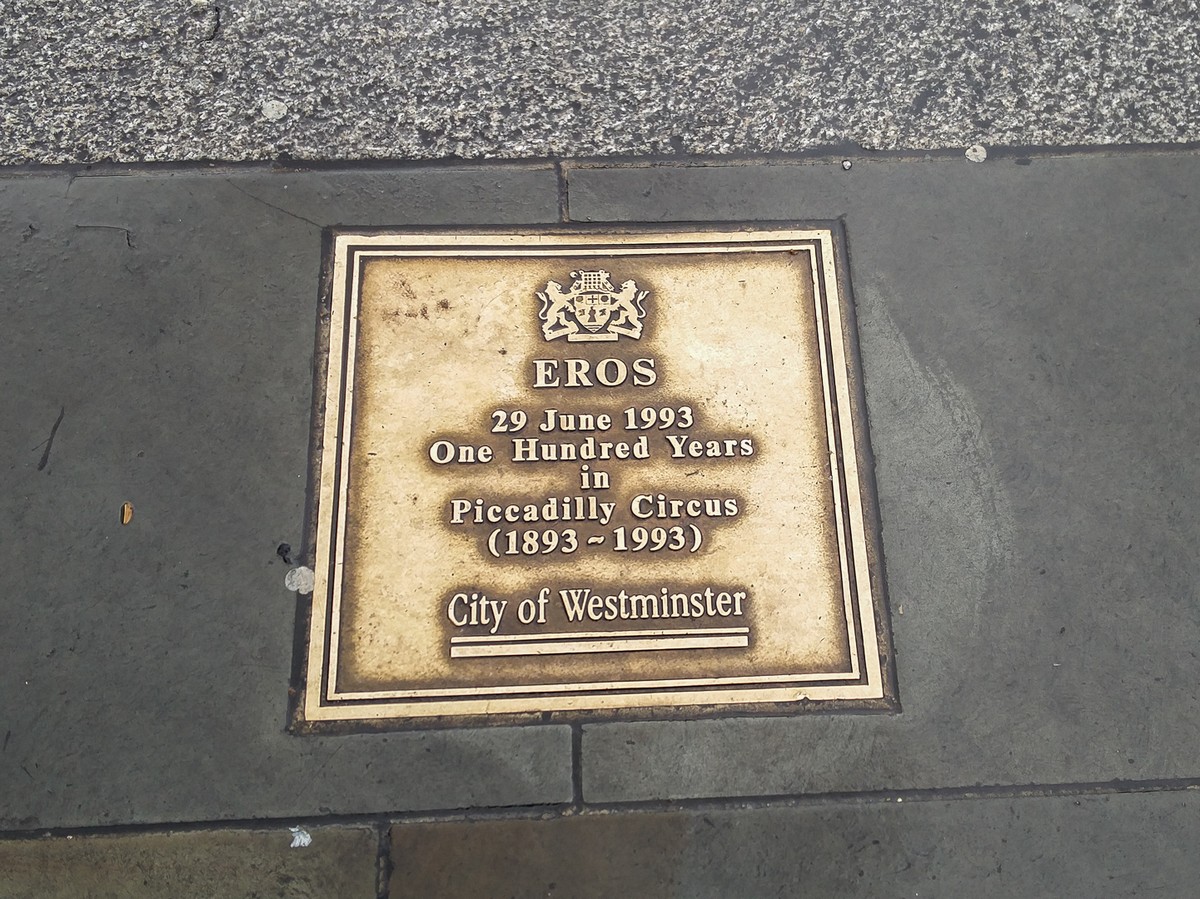 EROS
29 June 1993
One Hundred Years
in
Piccadilly Circus
(1893~1993)
City of Westminster